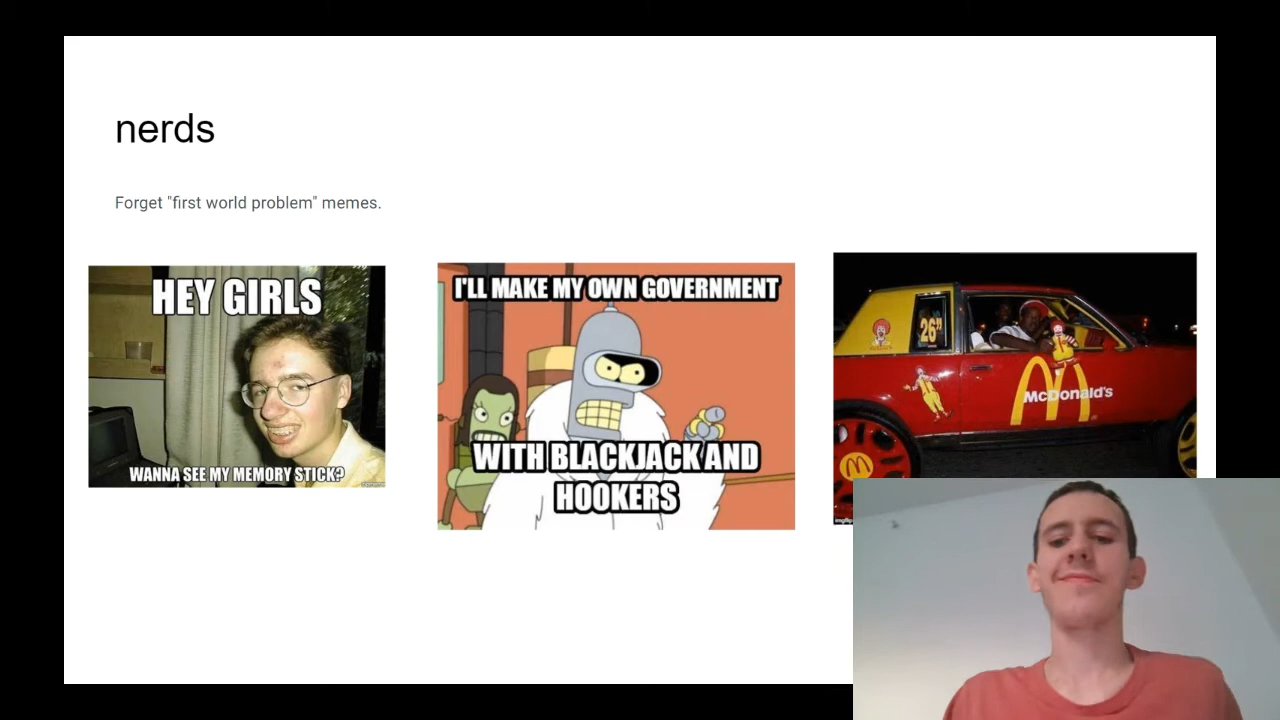 nerds
Forget "first world problem" memes.
HEY GIRLS
WANNA SEE MY MEMORY STICK?
I'LL MAKE MY OWN GOVERNMENT
WITH BLACKJACK AND
HOOKERS
26"
McDonald's